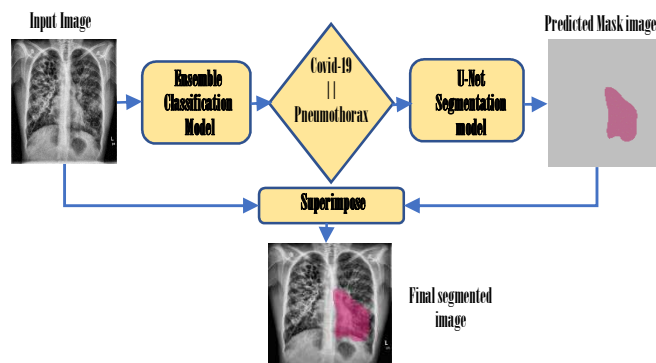 Input Image
Predicted Mask image
Ensemble
Classification
Model
Covid-19
||
Pneumothorax
U-Net
Segmentation
model
L
Superimpose
L
Final segmented
image